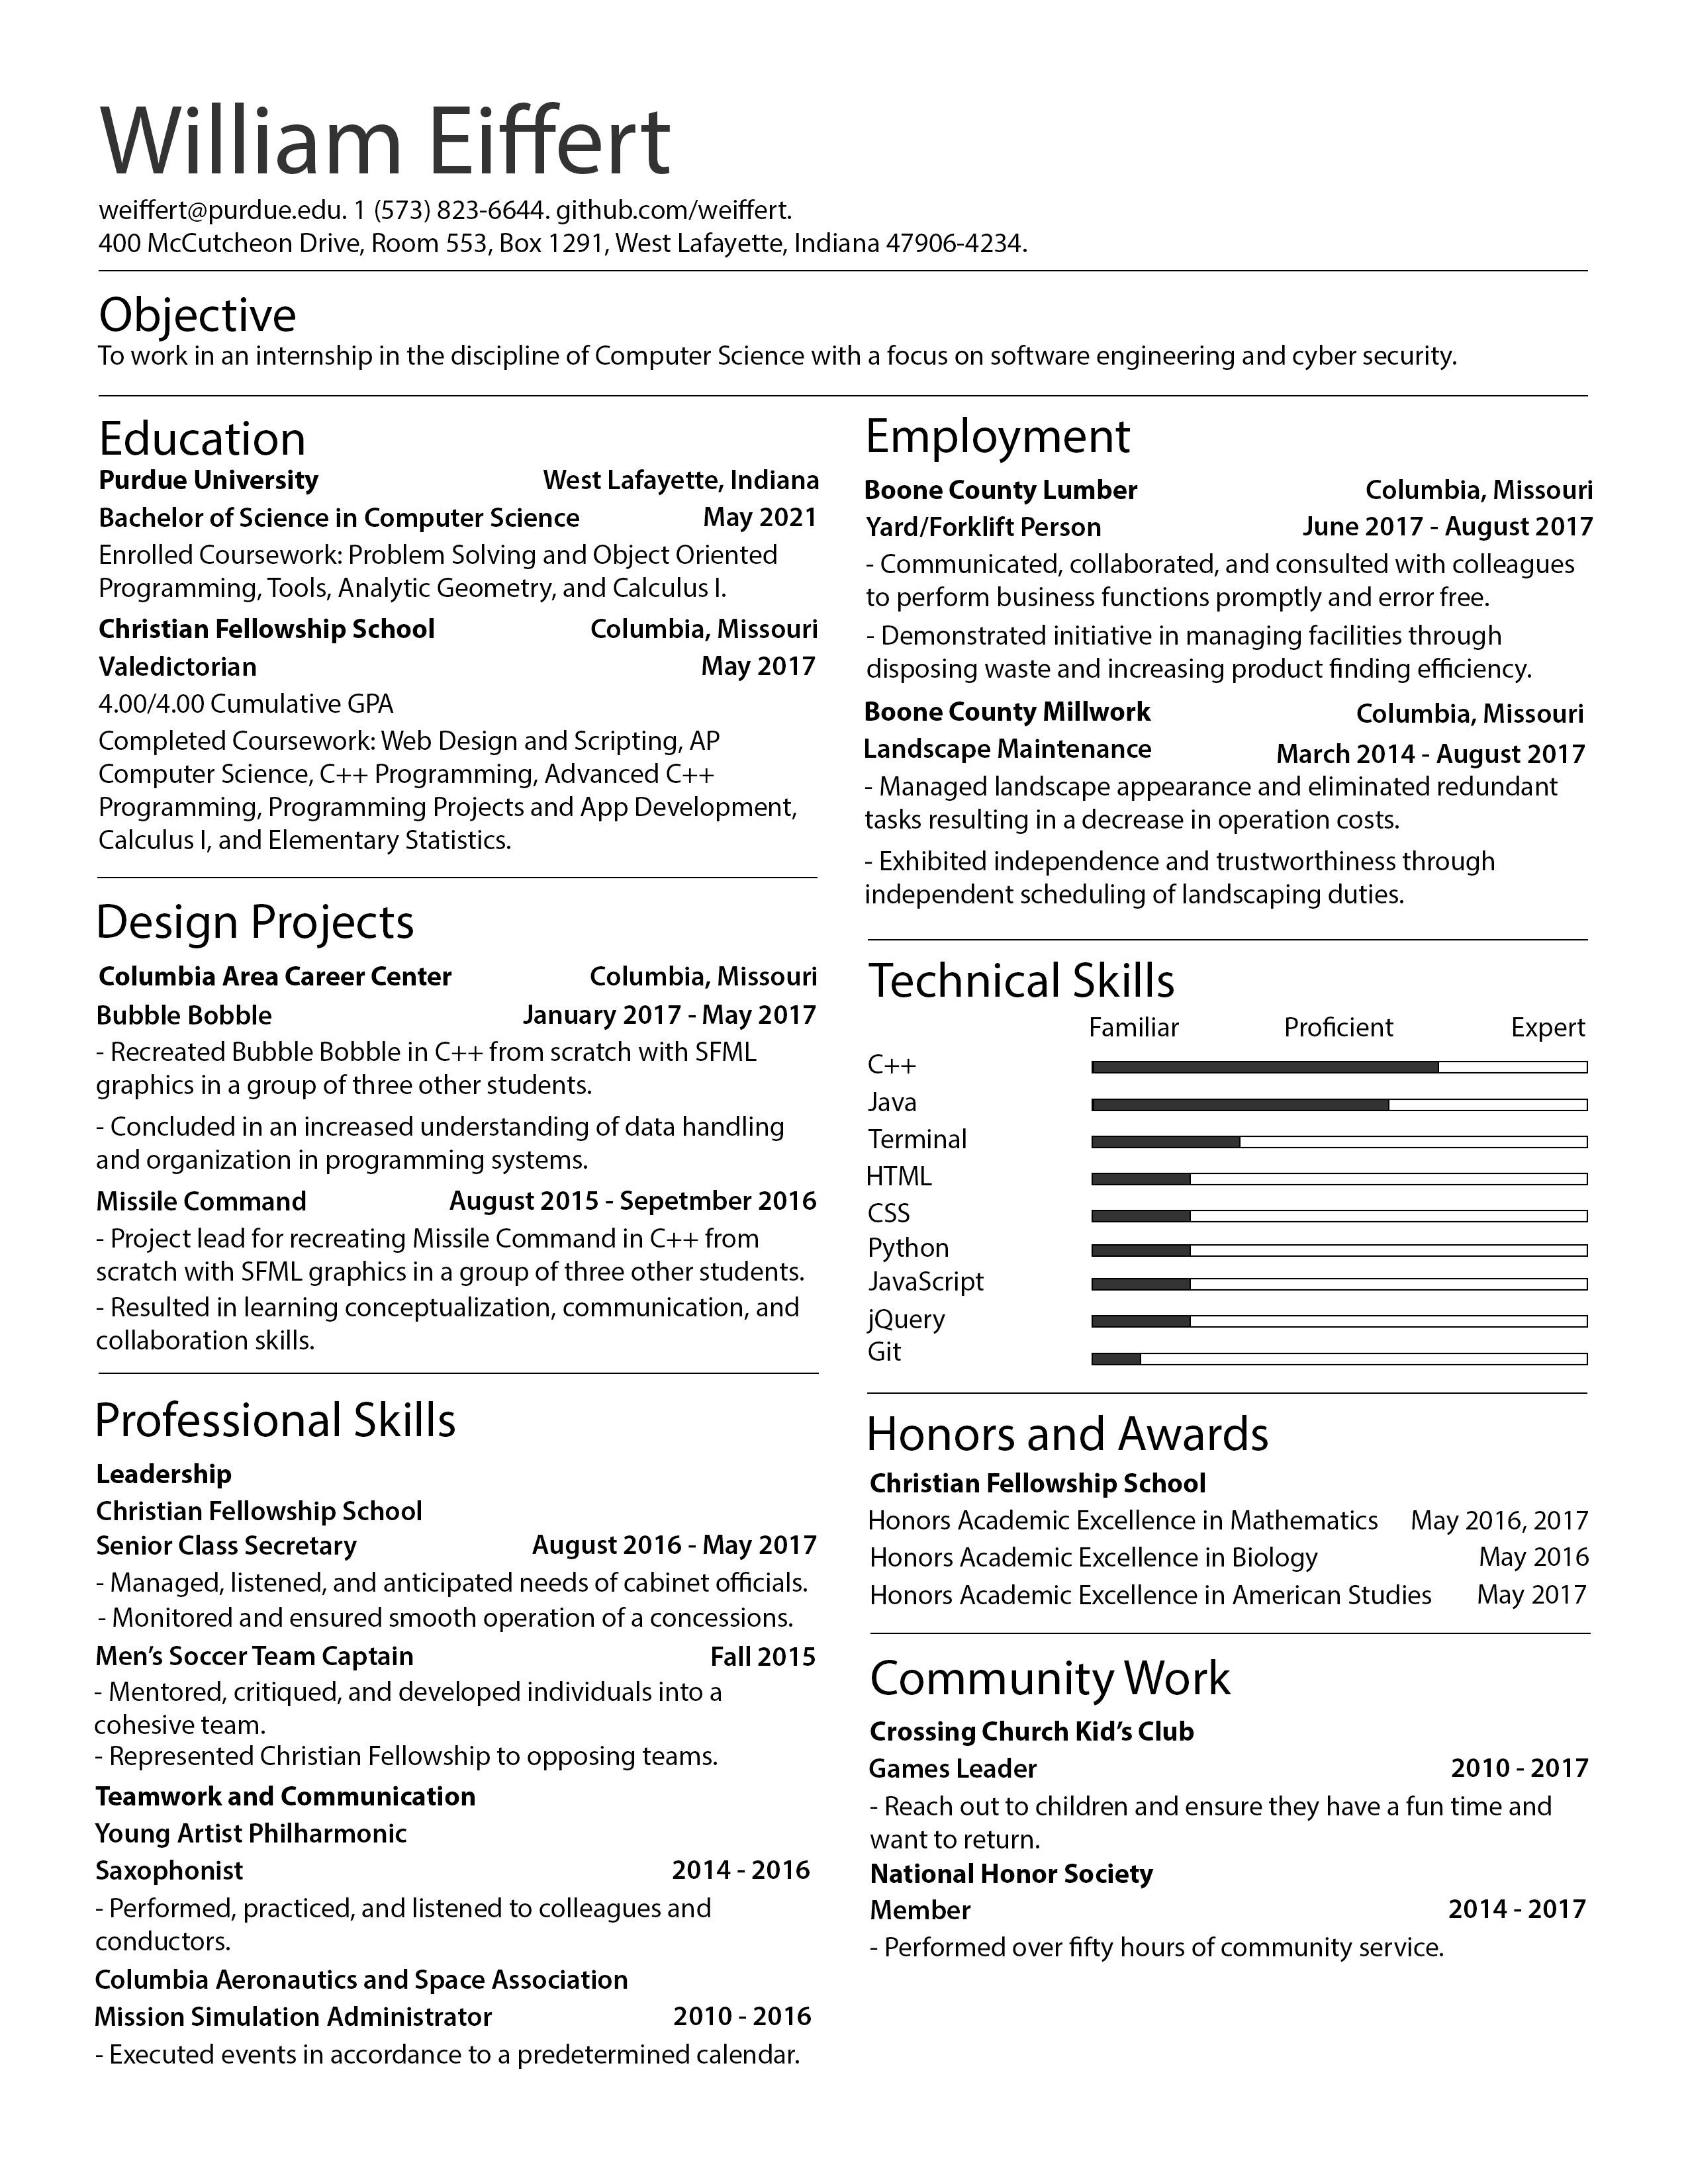 William Eiffert
weiffert@purdue.edu. 1 (573) 823-6644. github.com/weiffert.
400 McCutcheon Drive, Room 553, Box 1291, West Lafayette, Indiana 47906-4234.
Objective
To work in an internship in the discipline of Computer Science with a focus on software engineering and cyber security.
Education
Purdue University West Lafayette, Indiana
Bachelor of Science in Computer Science May 2021
Enrolled Coursework: Problem Solving and Object Oriented
Programming, Tools, Analytic Geometry, and Calculus I.
Christian Fellowship School Columbia, Missouri
Valedictorian May 2017
4.00/4.00 Cumulative GPA
Completed Coursework: Web Design and Scripting, AP
Computer Science, C++ Programming, Advanced C++
Programming, Programming Projects and App Development,
Calculus I, and Elementary Statistics.
Design Projects
Columbia Area Career Center Columbia, Missouri
Bubble Bobble January 2017 - May 2017
- Recreated Bubble Bobble in C++ from scratch with SFML
graphics in a group of three other students.
- Concluded in an increased understanding of data handling
and organization in programming systems.
Missile Command August 2015 - Sepetmber 2016
- Project lead for recreating Missile Command in C++ from
scratch with SFML graphics in a group of three other students.
- Resulted in learning conceptualization, communication, and
collaboration skills.
Professional Skills
Leadership
Christian Fellowship School
Senior Class Secretary August 2016 - May 2017
- Managed, listened, and anticipated needs of cabinet officials.
- Monitored and ensured smooth operation of a concessions.
Men's Soccer Team Captain Fall 2015
- Mentored, critiqued, and developed individuals into a
cohesive team.
- Represented Christian Fellowship to opposing teams.
Teamwork and Communication
Young Artist Philharmonic
Saxophonist 2014 - 2016
- Performed, practiced, and listened to colleagues and
conductors.
Columbia Aeronautics and Space Association
Mission Simulation Administrator 2010 - 2016
- Executed events in accordance to a predetermined calendar.
Employment
Boone County Lumber Columbia, Missouri
Yard/Forklift Person June 2017 - August 2017
- Communicated, collaborated, and consulted with colleagues
to perform business functions promptly and error free.
- Demonstrated initiative in managing facilities through
disposing waste and increasing product finding efficiency.
Boone County Millwork Columbia, Missouri
Landscape Maintenance March 2014 - August 2017
- Managed landscape appearance and eliminated redundant
tasks resulting in a decrease in operation costs.
- Exhibited independence and trustworthiness through
independent scheduling of landscaping duties.
Technical Skills
Familiar Proficient Expert
C++
Java
Terminal
HTML
CSS
Python
JavaScript
jQuery
Git
Honors and Awards
Christian Fellowship School
Honors Academic Excellence in Mathematics May 2016, 2017
Honors Academic Excellence in Biology May 2016
Honors Academic Excellence in American Studies May 2017
Community Work
Crossing Church Kid's Club
Games Leader 2010 - 2017
- Reach out to children and ensure they have a fun time and
want to return.
National Honor Society
Member 2014 - 2017
- Performed over fifty hours of community service.